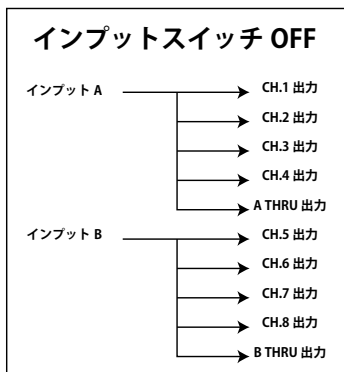 インプットスイッチ OFF
インプット A
CH.1 出力
CH.2 出力
CH.3 出力
CH.4 出力
A THRU 出力
インプット B
CH.5 出力
CH.6 出力
CH.7 出力
CH.8 出力
B THRU 出力